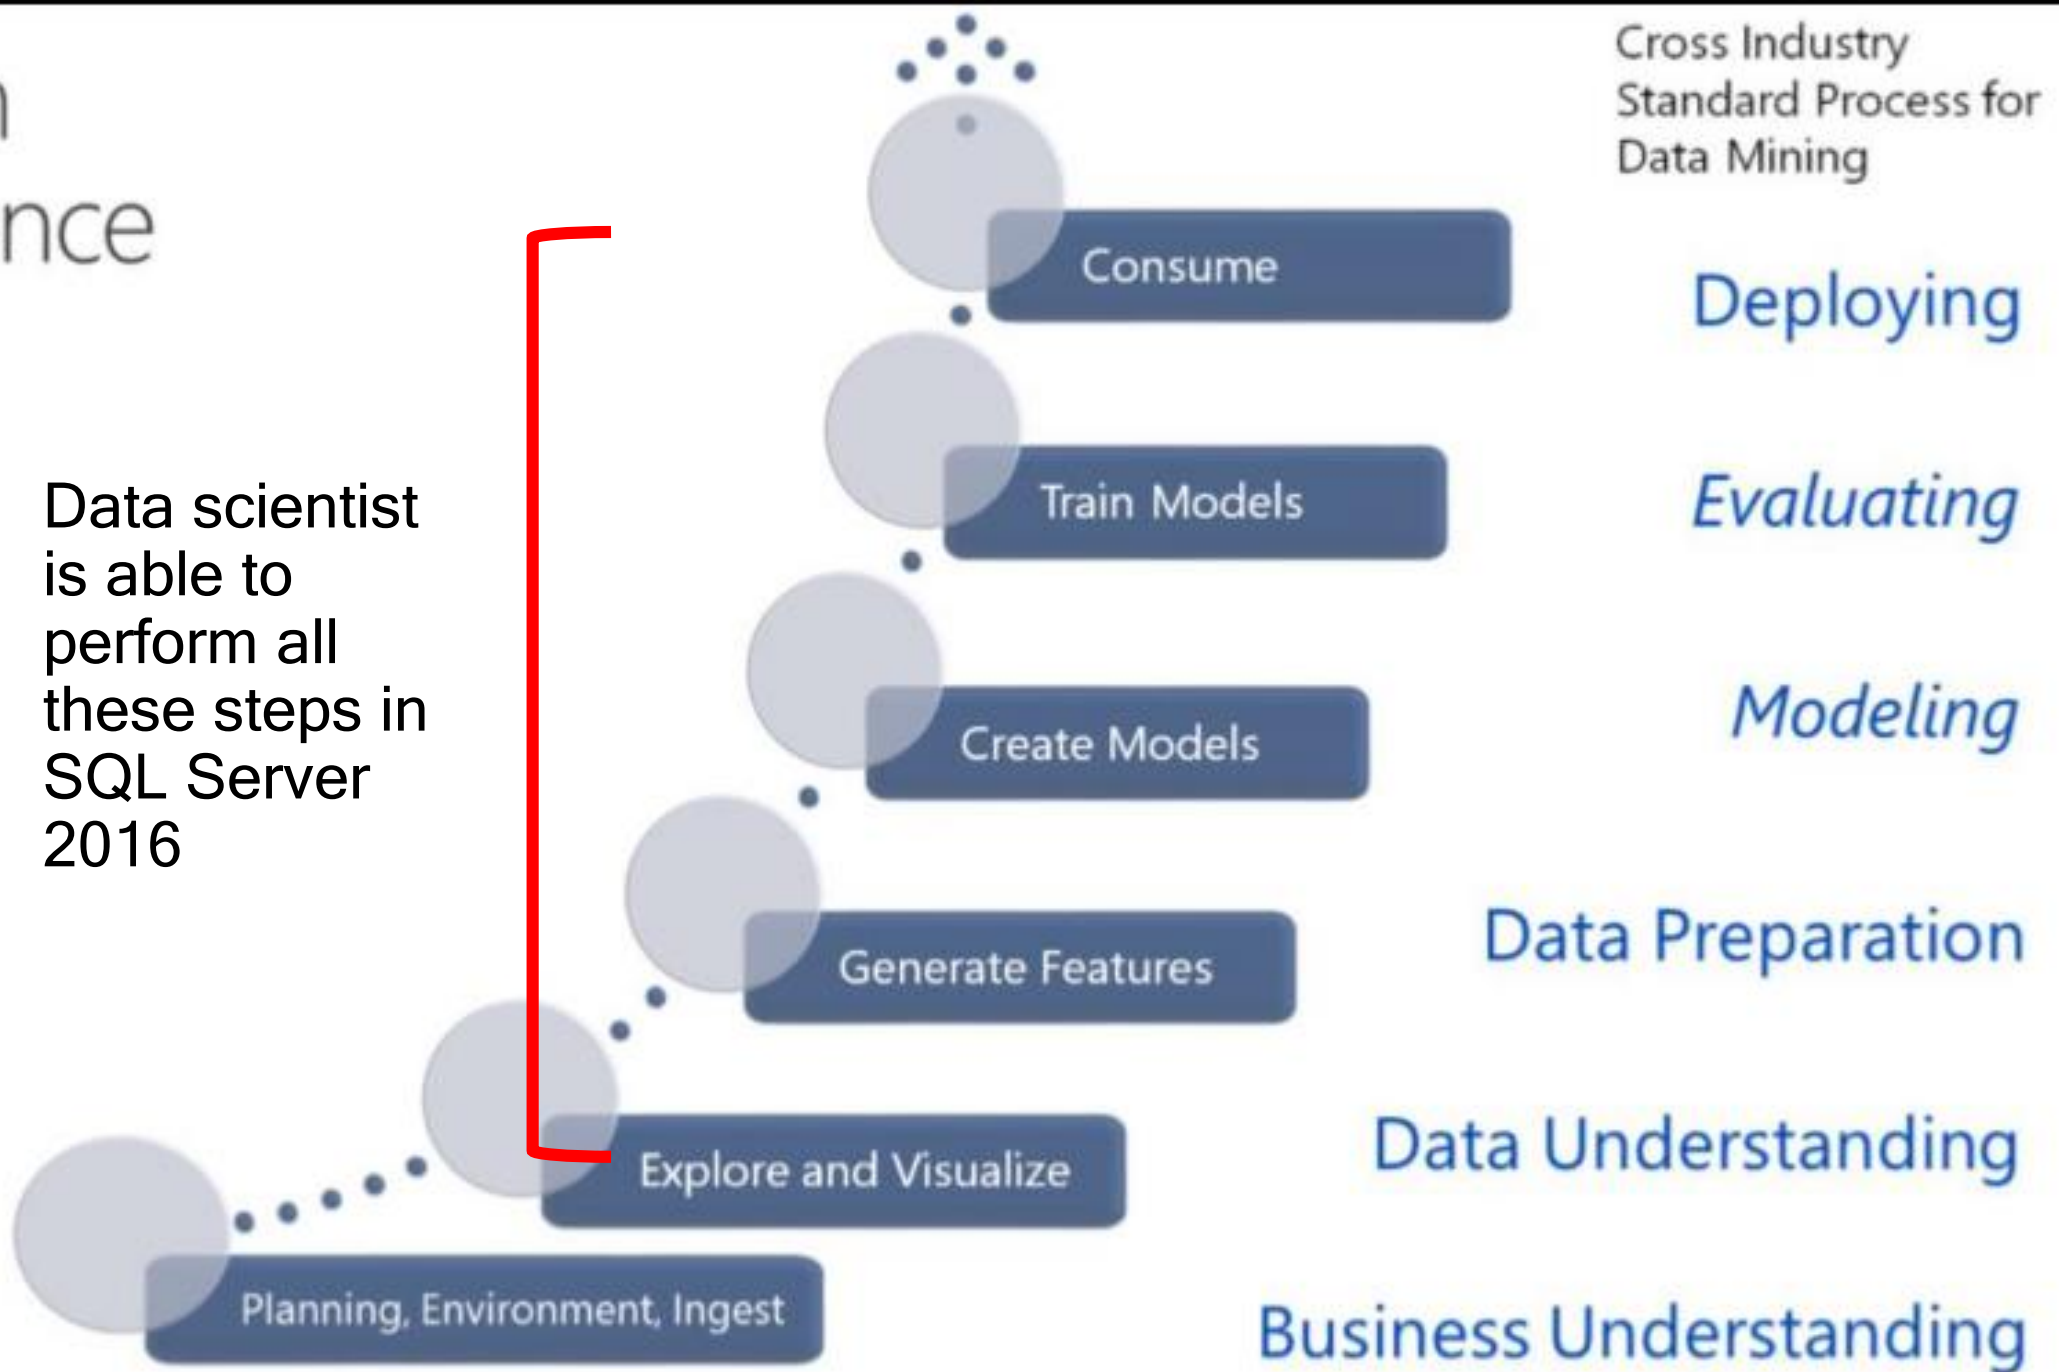 nce
Cross Industry
Standard Process for
Data Mining
Data scientist
is able to
perform all
these steps in
SQL Server
2016
Consume
Deploying
Train Models
Evaluating
Create Models
Modeling
Generate Features
Data Preparation
Explore and Visualize
Data Understanding
Planning, Environment, Ingest
Business Understanding